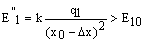 E"₁ = k q₁ / (x₀ − Δx)² > E₁₀